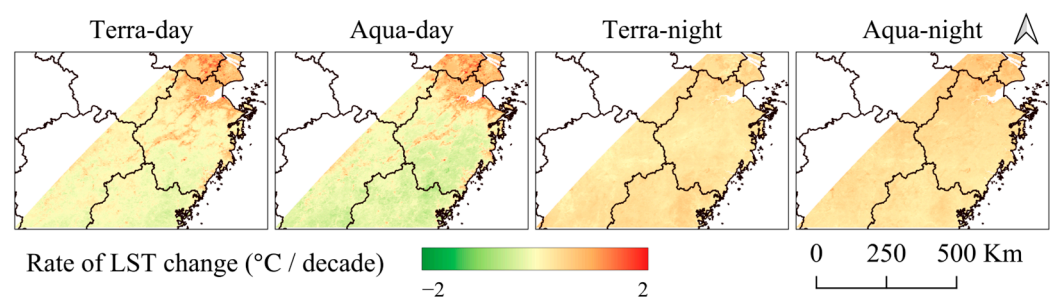 Terra-day Aqua-day Terra-night Aqua-night
Rate of LST change (°C / decade)
−2 2
0 250 500 Km